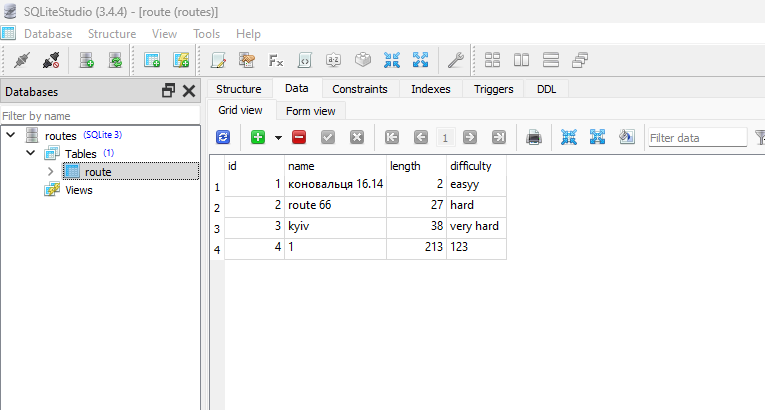 SQLiteStudio (3.4.4) - [route (routes)]
Database Structure View Tools Help
Databases
Filter by name
routes (SQLite 3)
Tables (1)
route
Views
Structure Data Constraints Indexes Triggers DDL
Grid view Form view
1 Filter data
id name length difficulty
1 1 коновальця 16.14 2 easyy
2 2 route 66 27 hard
3 3 kyiv 38 very hard
4 4 1 213 123